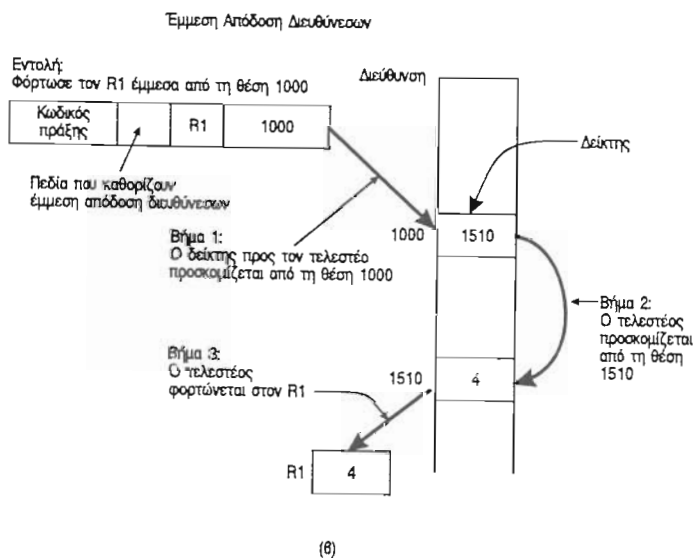 Έμμεση Απόδοση Διευθύνσεων
Εντολή:
Φόρτωσε τον R1 έμμεσα από τη θέση 1000
Κωδικός
πράξης
R1
1000
Πεδία που καθορίζουν
έμμεση απόδοση διευθύνσεων
Βήμα 1:
Ο δείκτης προς τον τελεστέο
προσκομίζεται από τη θέση 1000
Διεύθυνση
Δείκτης
1000
1510
Βήμα 2:
Ο τελεστέος
προσκομίζεται
από τη θέση
1510
Βήμα 3:
Ο τελεστέος
φορτώνεται στον R1
1510
4
R1
4
(β)